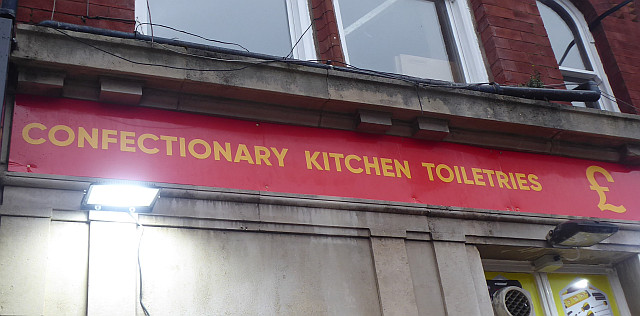 CONFECTIONARY KITCHEN TOILETRIES £